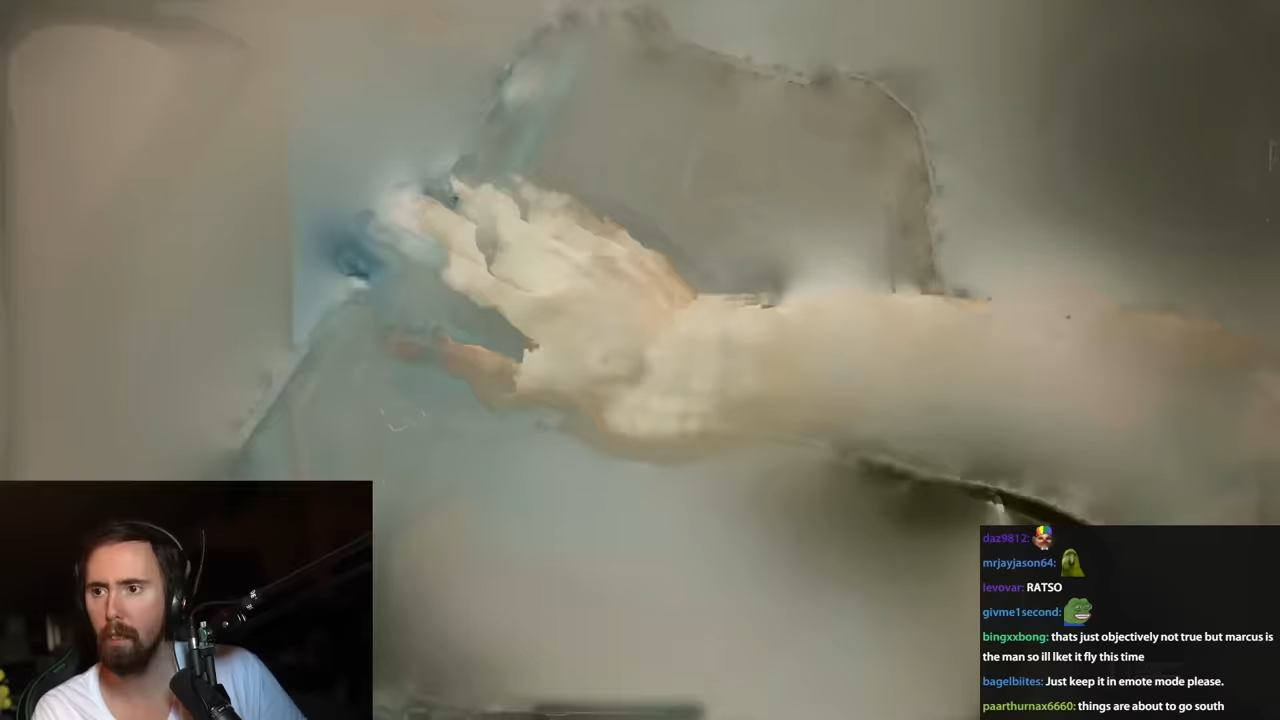 daz9812:
mrjayjason64:
levovar: RATSO
givme1second:
bingxxbong: thats just objectively not true but marcus is
the man so ill lket it fly this time
bagelbiites: Just keep it in emote mode please.
paarthurnax6660: things are about to go south